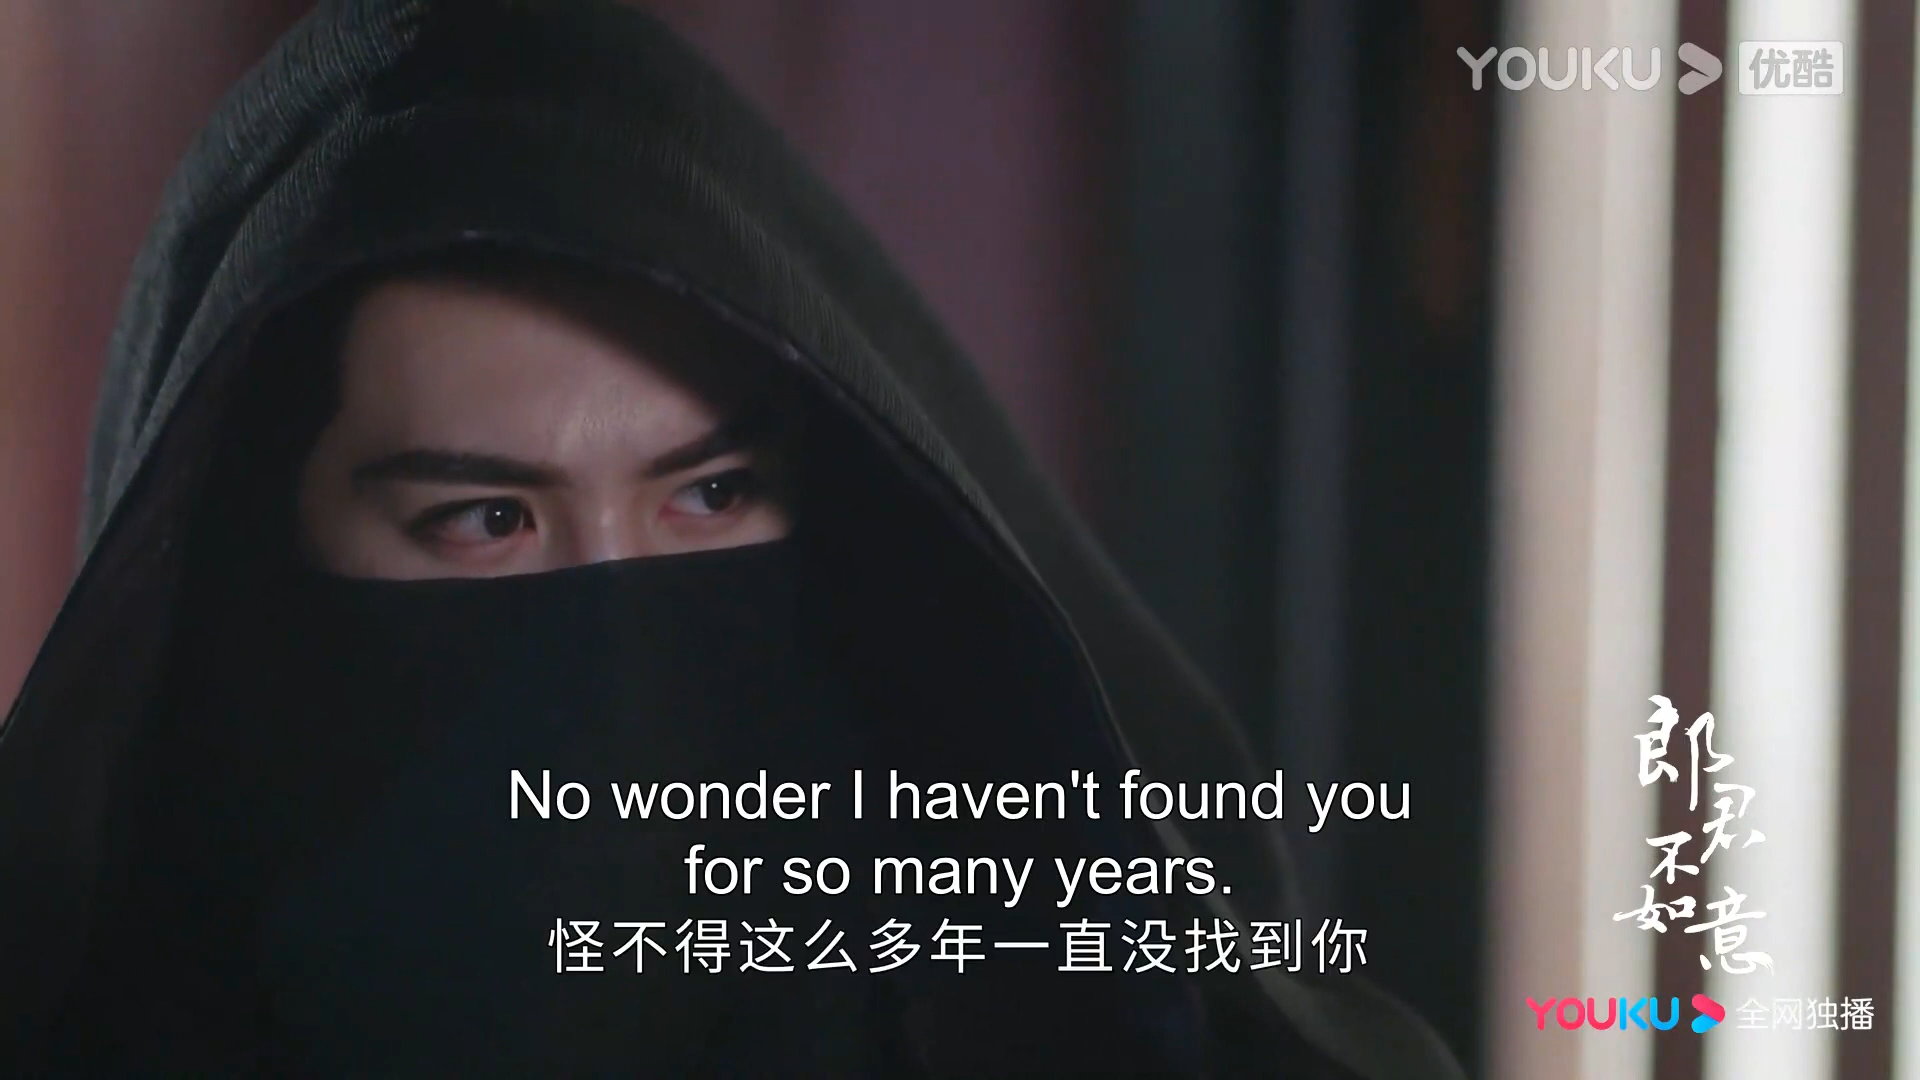 YOUKU 优酷
No wonder I haven't found you
for so many years.
怪不得这么多年一直没找到你
郎君不如意
YOUKU 全网独播